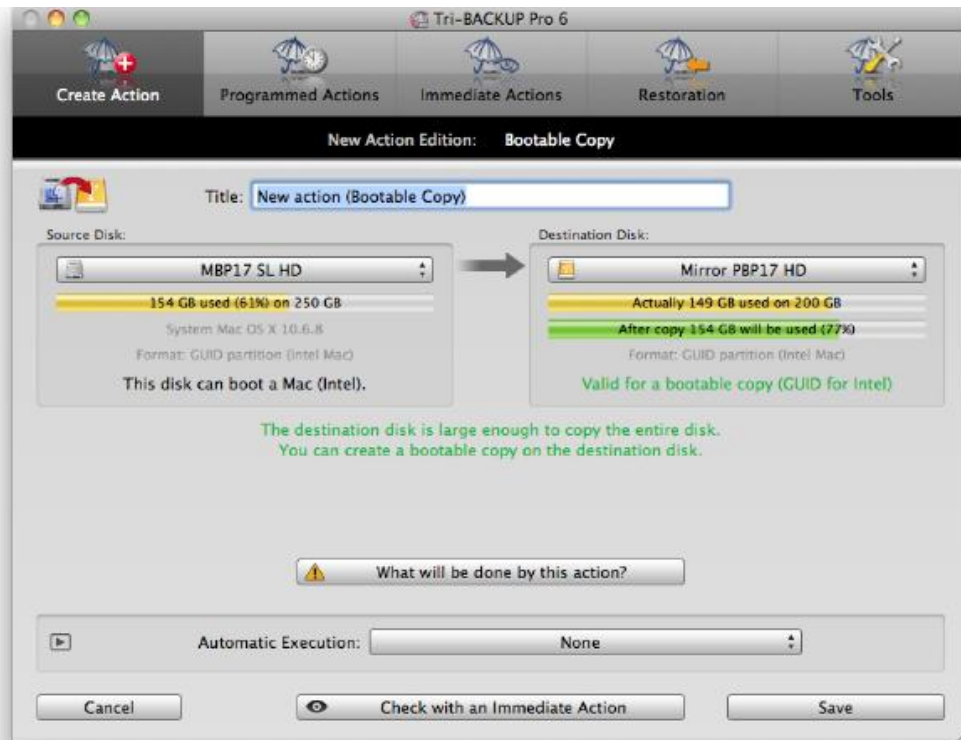 Tri-BACKUP Pro 6
Create Action
Programmed Actions
Immediate Actions
Restoration
Tools
New Action Edition: Bootable Copy
Title: New action (Bootable Copy)
Source Disk:
Destination Disk:
MBP17 SL HD
Mirror PBP17 HD
154 GB used (61%) on 250 GB
Actually 149 GB used on 200 GB
System Mac OS X 10.6.8
After copy 154 GB will be used (77%)
Format: GUID partition (Intel Mac)
Format: GUID partition (Intel Mac)
This disk can boot a Mac (Intel).
Valid for a bootable copy (GUID for Intel)
The destination disk is large enough to copy the entire disk.
You can create a bootable copy on the destination disk.
What will be done by this action?
Automatic Execution: None
Cancel
Check with an Immediate Action
Save